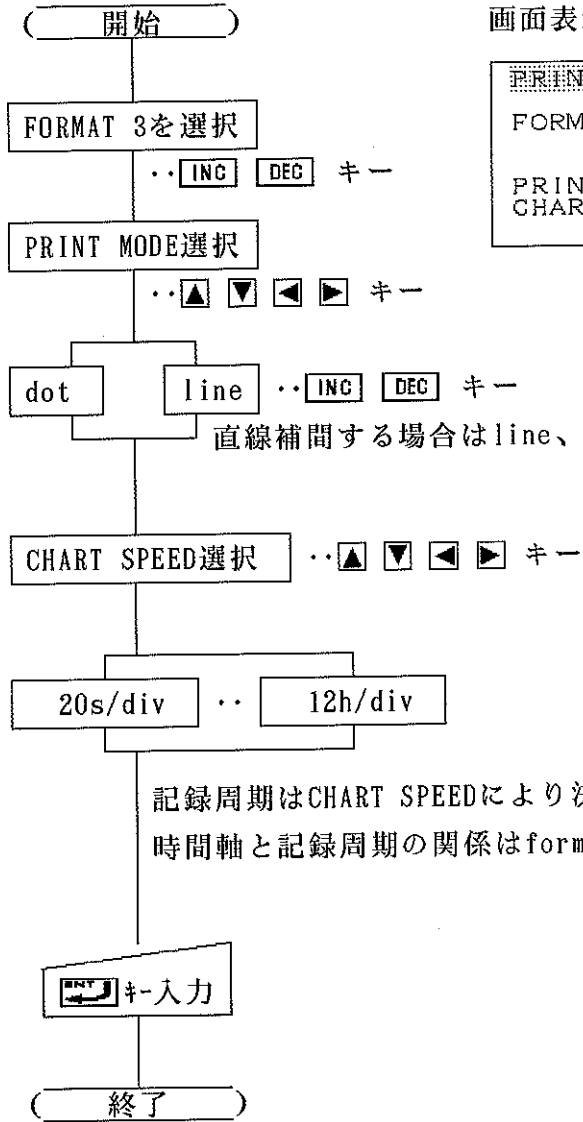 開始
画面表
PRIN
FORMAT 3を選択
FORM
‥ INC DEC キー
PRIN
CHAR
PRINT MODE選択
‥ ▲ ▼ ◀ ▶ キー
dot line ‥ INC DEC キー
直線補間する場合はline、
CHART SPEED選択 ‥ ▲ ▼ ◀ ▶ キー
20s/div ‥ 12h/div
記録周期はCHART SPEEDにより
時間軸と記録周期の関係はform
ENT キー入力
終了